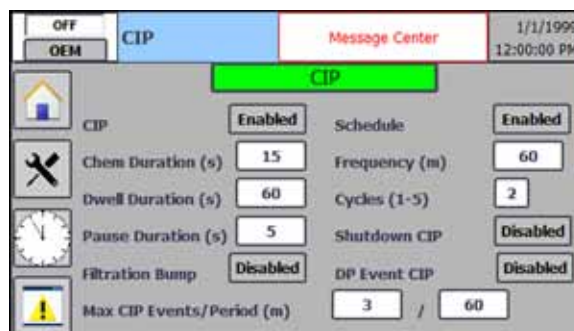 OFF
OEM
CIP
Message Center
1/1/1999
12:00:00 PM
CIP
CIP Enabled Schedule Enabled
Chem Duration (s) 15 Frequency (m) 60
Dwell Duration (s) 60 Cycles (1-5) 2
Pause Duration (s) 5 Shutdown CIP Disabled
Filtration Bump Disabled DP Event CIP Disabled
Max CIP Events/Period (m) 3 / 60